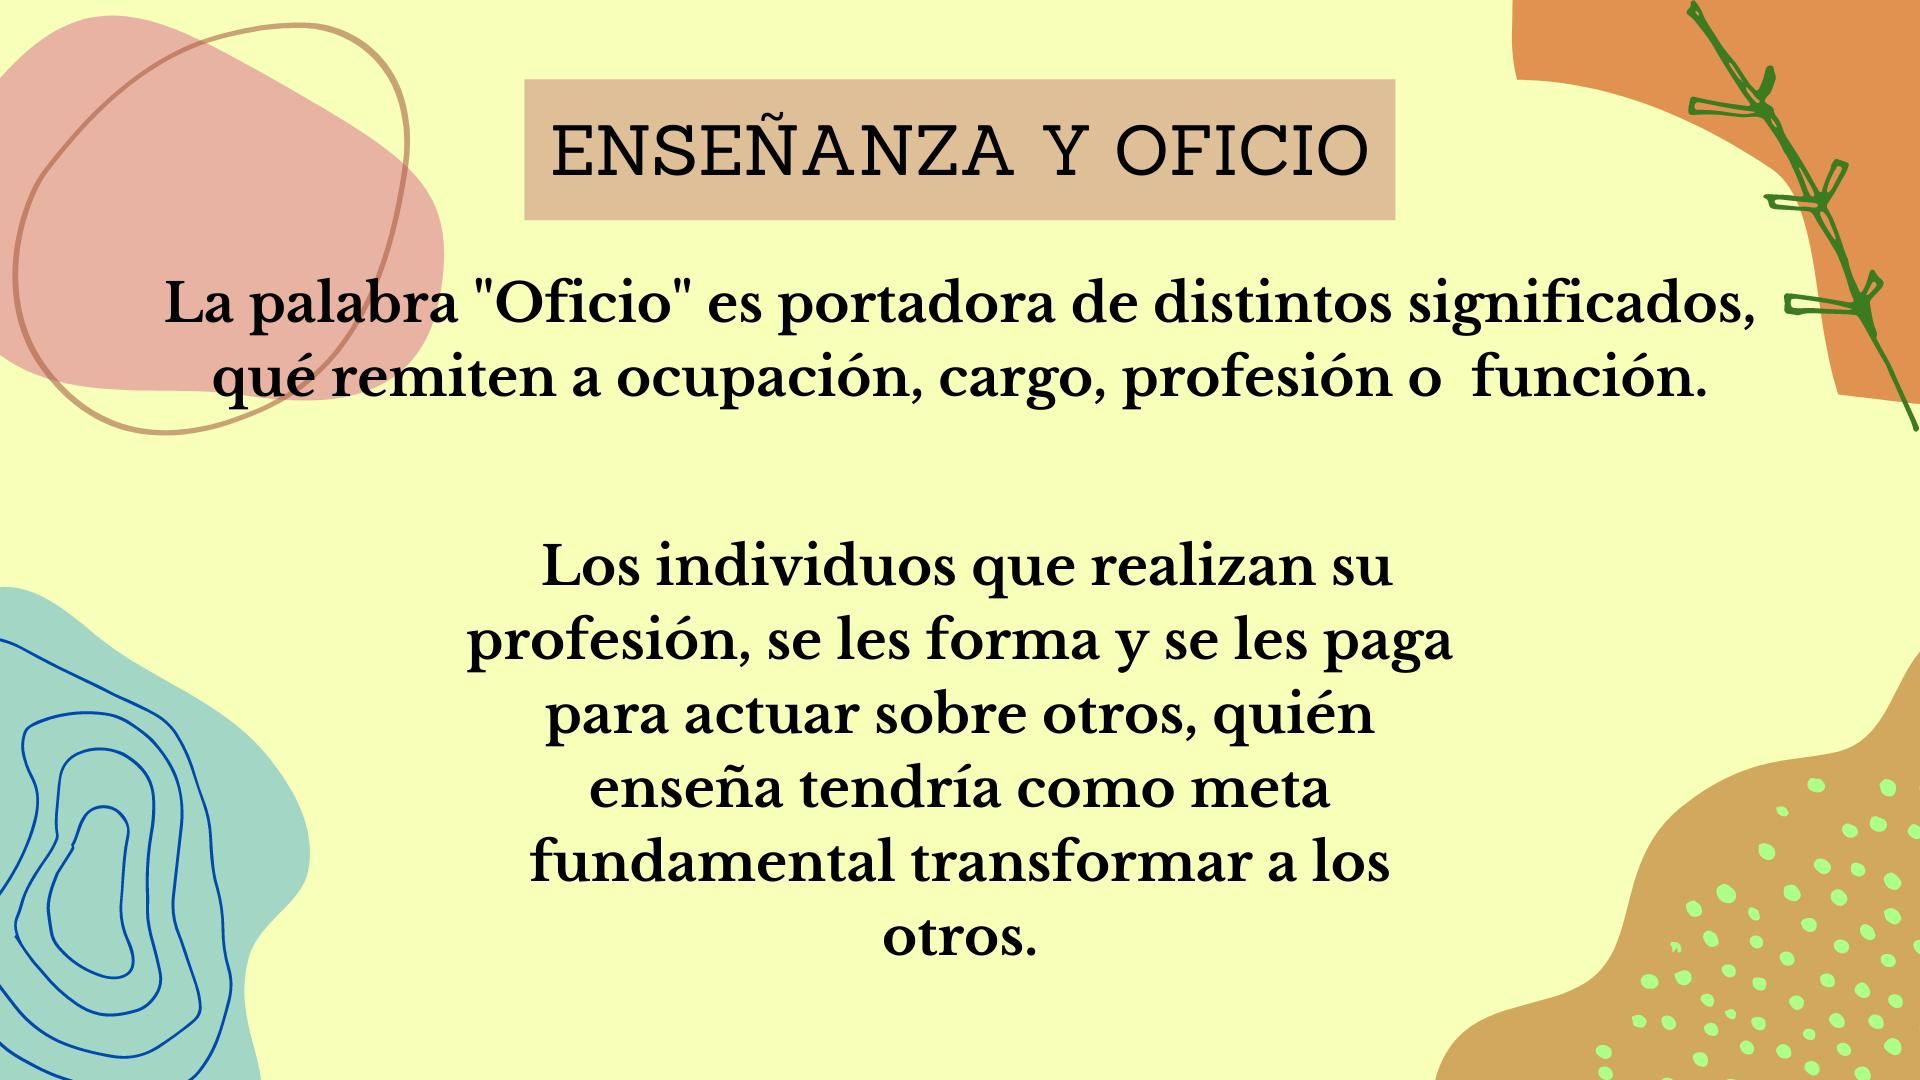 ENSEÑANZA Y OFICIO
La palabra "Oficio" es portadora de distintos significados,
qué remiten a ocupación, cargo, profesión o  función.
Los individuos que realizan su
profesión, se les forma y se les paga
para actuar sobre otros, quién
enseña tendría como meta
fundamental transformar a los
otros.